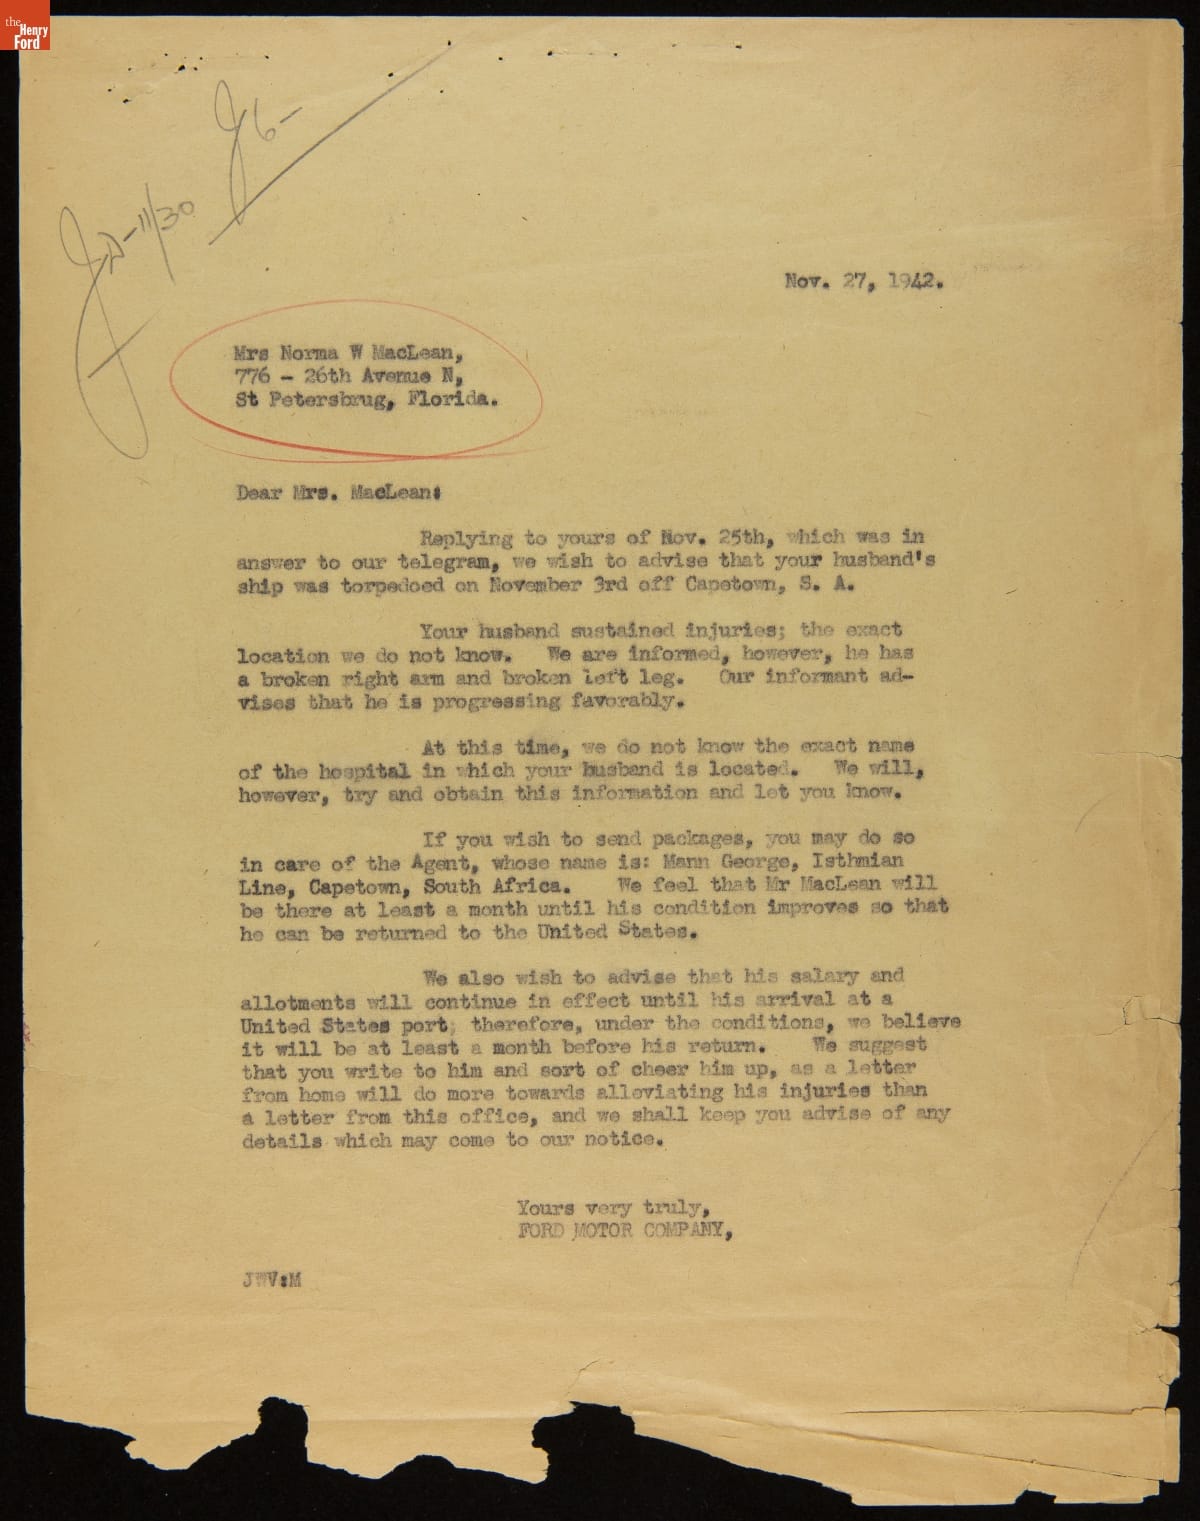 the
Henry
Ford
J6-
JD-11/30
Nov. 27, 1942.
Mrs Norma W MacLean,
776 - 26th Avenue N,
St Petersbrug, Florida.
Dear Mrs. MacLean:
Replying to yours of Nov. 25th, which was in
answer to our telegram, we wish to advise that your husband's
ship was torpedoed on November 3rd off Capetown, S. A.
Your husband sustained injuries; the exact
location we do not know. We are informed, however, he has
a broken right arm and broken left leg. Our informant ad-
vises that he is progressing favorably.
At this time, we do not know the exact name
of the hospital in which your husband is located. We will,
however, try and obtain this information and let you know.
If you wish to send packages, you may do so
in care of the Agent, whose name is: Mann George, Isthmian
Line, Capetown, South Africa. We feel that Mr MacLean will
be there at least a month until his condition improves so that
he can be returned to the United States.
We also wish to advise that his salary and
allotments will continue in effect until his arrival at a
United States port; therefore, under the conditions, we believe
it will be at least a month before his return. We suggest
that you write to him and sort of cheer him up, as a letter
from home will do more towards alleviating his injuries than
a letter from this office, and we shall keep you advise of any
details which may come to our notice.
Yours very truly,
FORD MOTOR COMPANY,
JWV:M